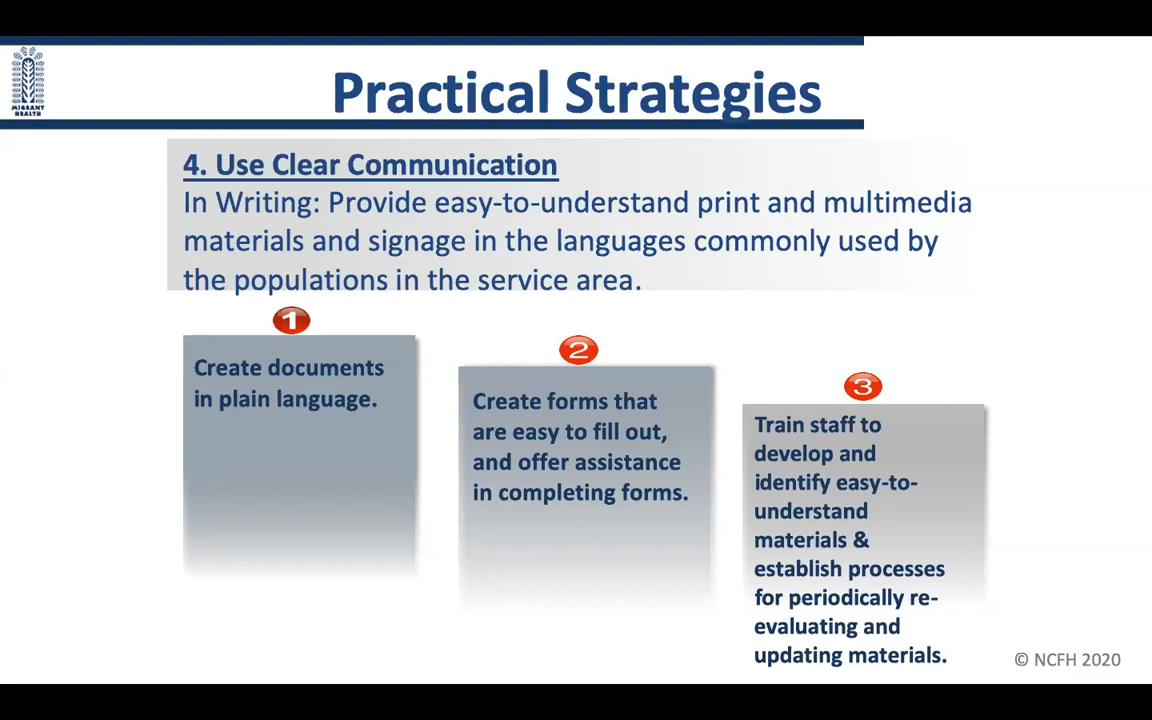 MIGRANT
HEALTH
Practical Strategies
4. Use Clear Communication
In Writing: Provide easy-to-understand print and multimedia
materials and signage in the languages commonly used by
the populations in the service area.
1
Create documents
in plain language.
2
Create forms that
are easy to fill out,
and offer assistance
in completing forms.
3
Train staff to
develop and
identify easy-to-
understand
materials &
establish processes
for periodically re-
evaluating and
updating materials.
© NCFH 2020